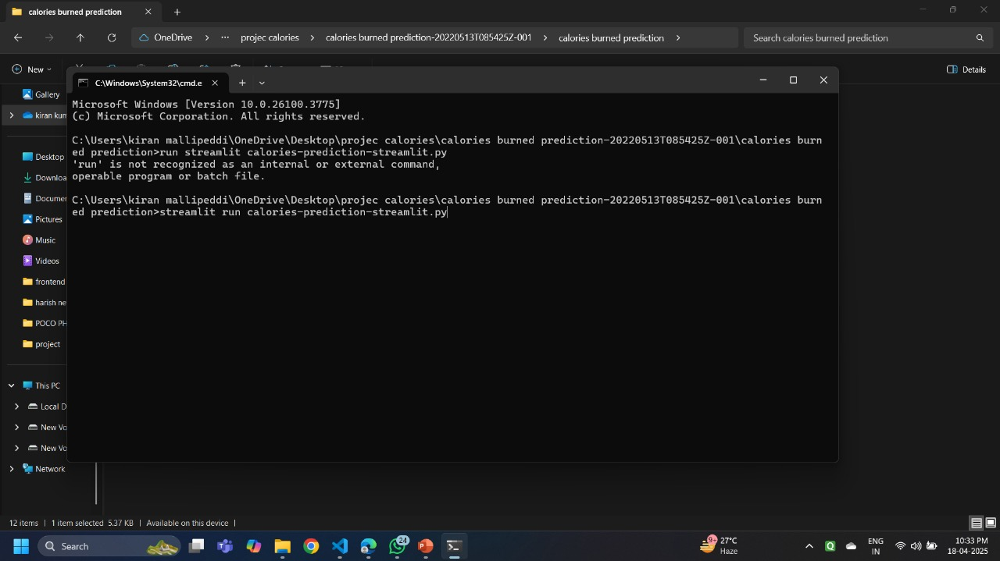 calories burned prediction
OneDrive
projec calories
calories burned prediction-20220513T085425Z-001
calories burned prediction
Search calories burned prediction
New
Details
C:\Windows\System32\cmd.e
Gallery
kiran kum
Desktop
Downloa
Documen
Pictures
Music
Videos
frontend
harish ne
POCO PH
project
This PC
Local D
New Vo
New Vo
Network
Microsoft Windows [Version 10.0.26100.3775]
(c) Microsoft Corporation. All rights reserved.
C:\Users\kiran mallipeddi\OneDrive\Desktop\projec calories\calories burned prediction-20220513T085425Z-001\calories burn
ed prediction>run streamlit calories-prediction-streamlit.py
'run' is not recognized as an internal or external command,
operable program or batch file.
C:\Users\kiran mallipeddi\OneDrive\Desktop\projec calories\calories burned prediction-20220513T085425Z-001\calories burn
ed prediction>streamlit run calories-prediction-streamlit.py
12 items | 1 item selected 5.37 KB | Available on this device |
Search
24
9+
27°C
Haze
ENG
IN
10:33 PM
18-04-2025